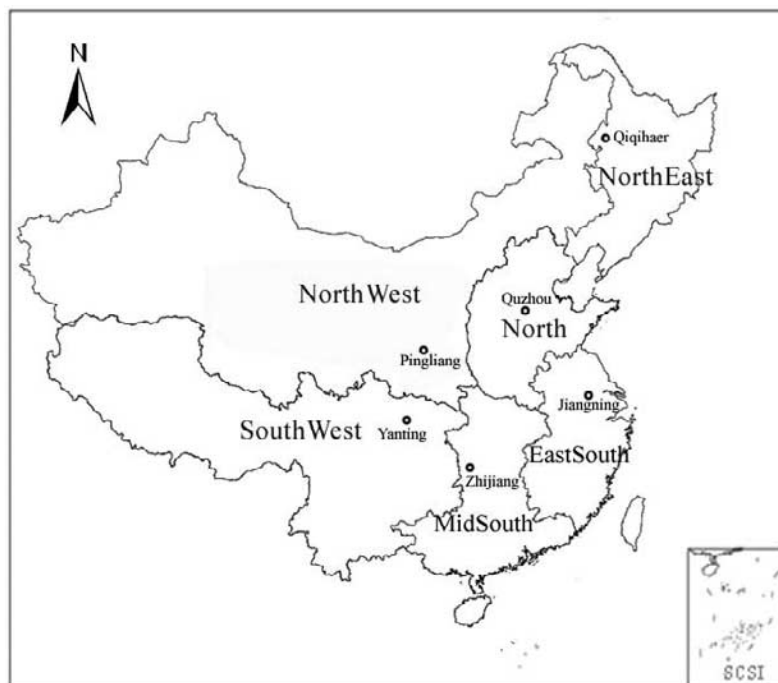 N
Qiqihaer
NorthEast
NorthWest
Quzhou
North
Pingliang
Jiangning
SouthWest
Yanting
EastSouth
Zhijiang
MidSouth
SCSI